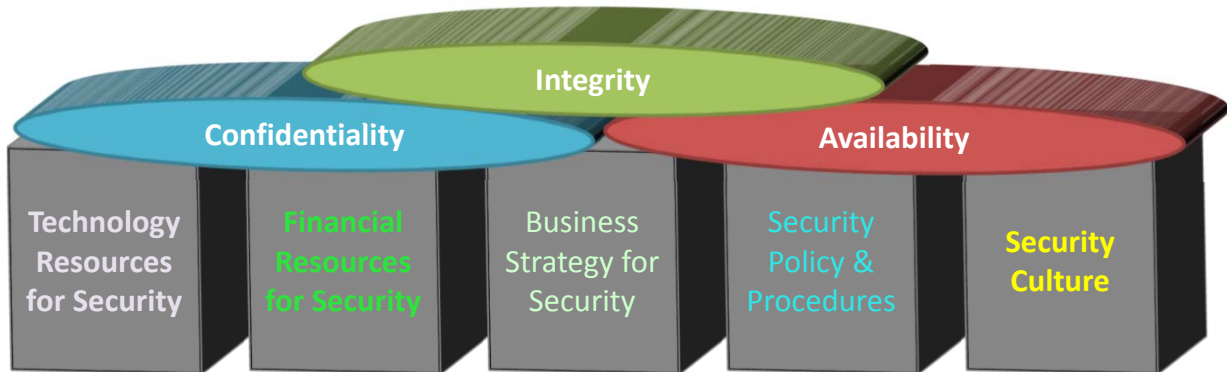 Integrity
Confidentiality
Availability
Technology
Resources
for Security
Financial
Resources
for Security
Business
Strategy for
Security
Security
Policy &
Procedures
Security
Culture